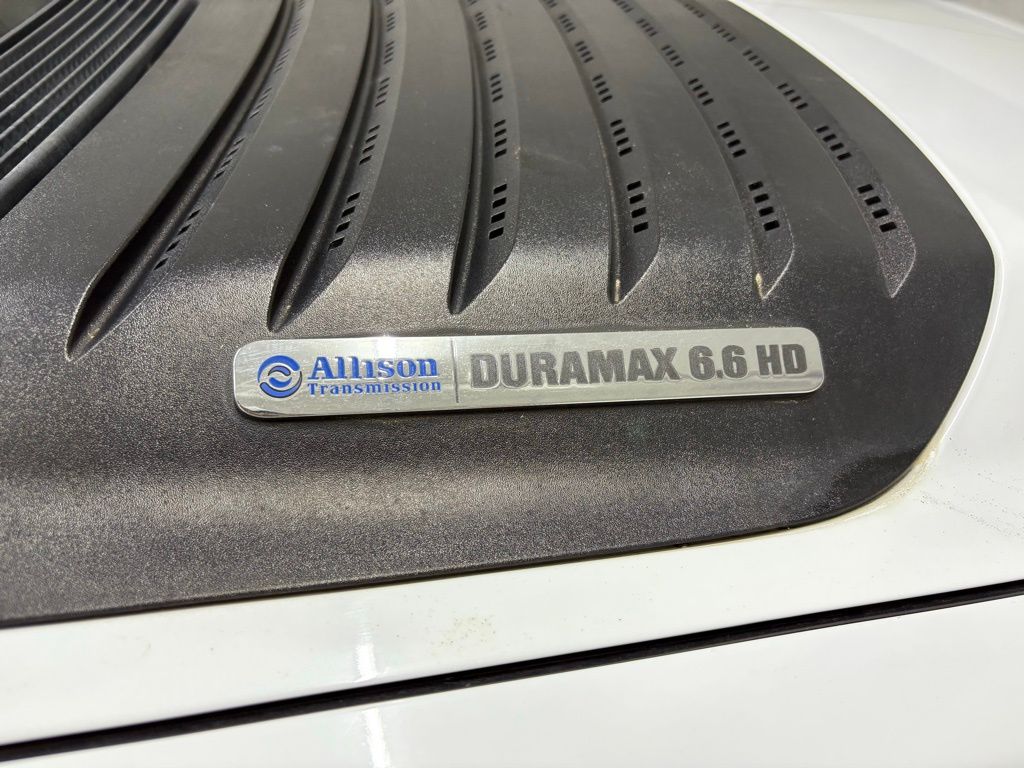 Allison DURAMAX 6.6 HD
Transmission